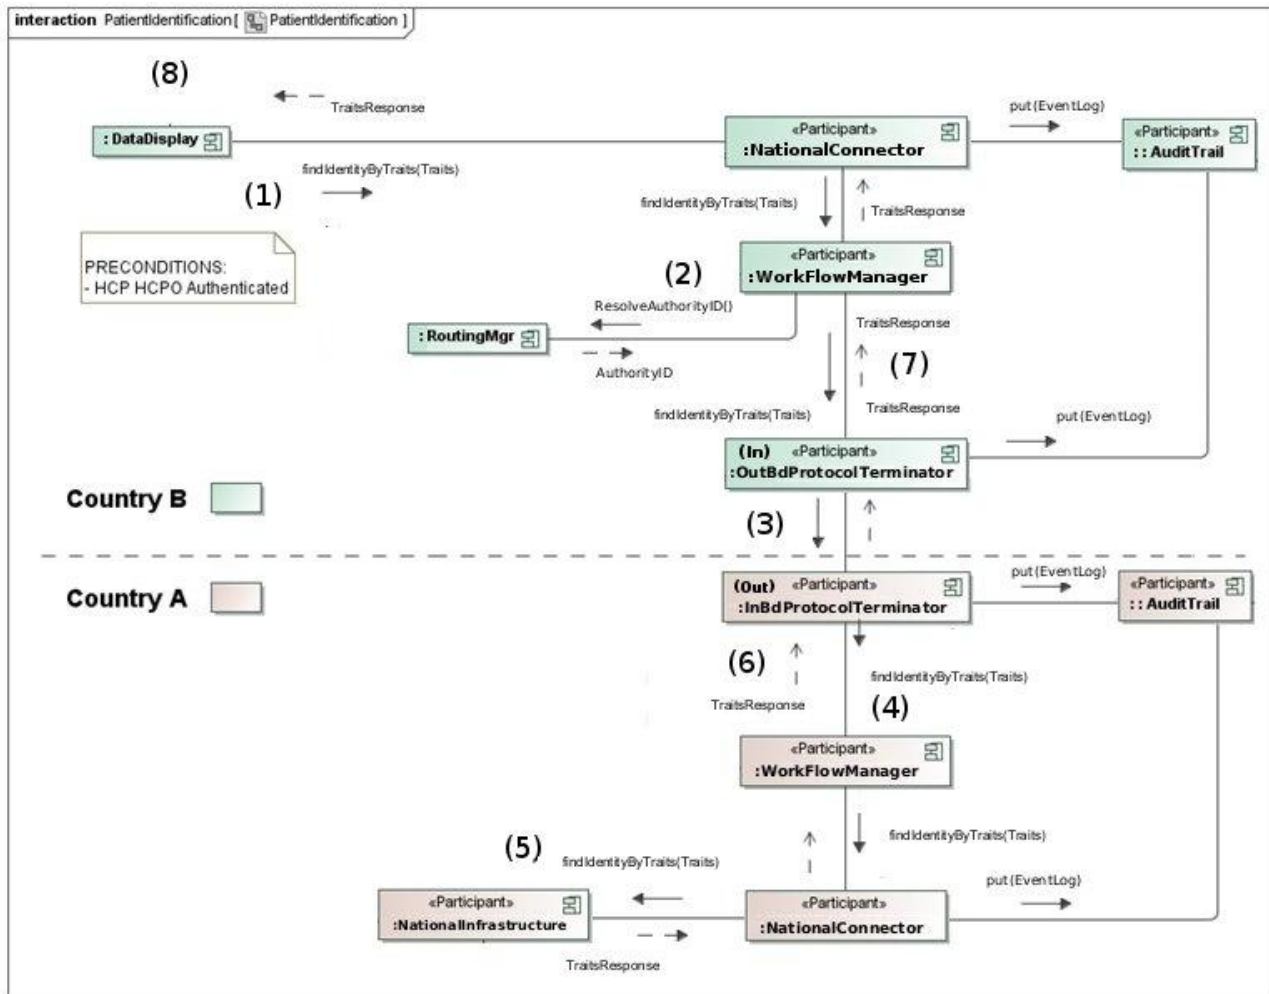 interaction PatientIdentification [ PatientIdentification ]
(8)
TraitsResponse
put(EventLog)
: DataDisplay
«Participant»
:NationalConnector
«Participant»
: : AuditTrail
findIdentityByTraits(Traits)
(1)
findIdentityByTraits(Traits)
TraitsResponse
PRECONDITIONS:
- HCP HCPO Authenticated
(2)
«Participant»
:WorkFlowManager
ResolveAuthorityID()
: RoutingMgr
AuthorityID
TraitsResponse
(7)
TraitsResponse
findIdentityByTraits(Traits)
put(EventLog)
(In) «Participant»
:OutBdProtocolTerminator
Country B
(3)
Country A
(Out) «Participant»
:InBdProtocolTerminator
put(EventLog)
«Participant»
: : AuditTrail
(6)
findIdentityByTraits(Traits)
TraitsResponse
(4)
«Participant»
:WorkFlowManager
findIdentityByTraits(Traits)
(5)
findIdentityByTraits(Traits)
put(EventLog)
«Participant»
:NationalInfrastructure
«Participant»
:NationalConnector
TraitsResponse